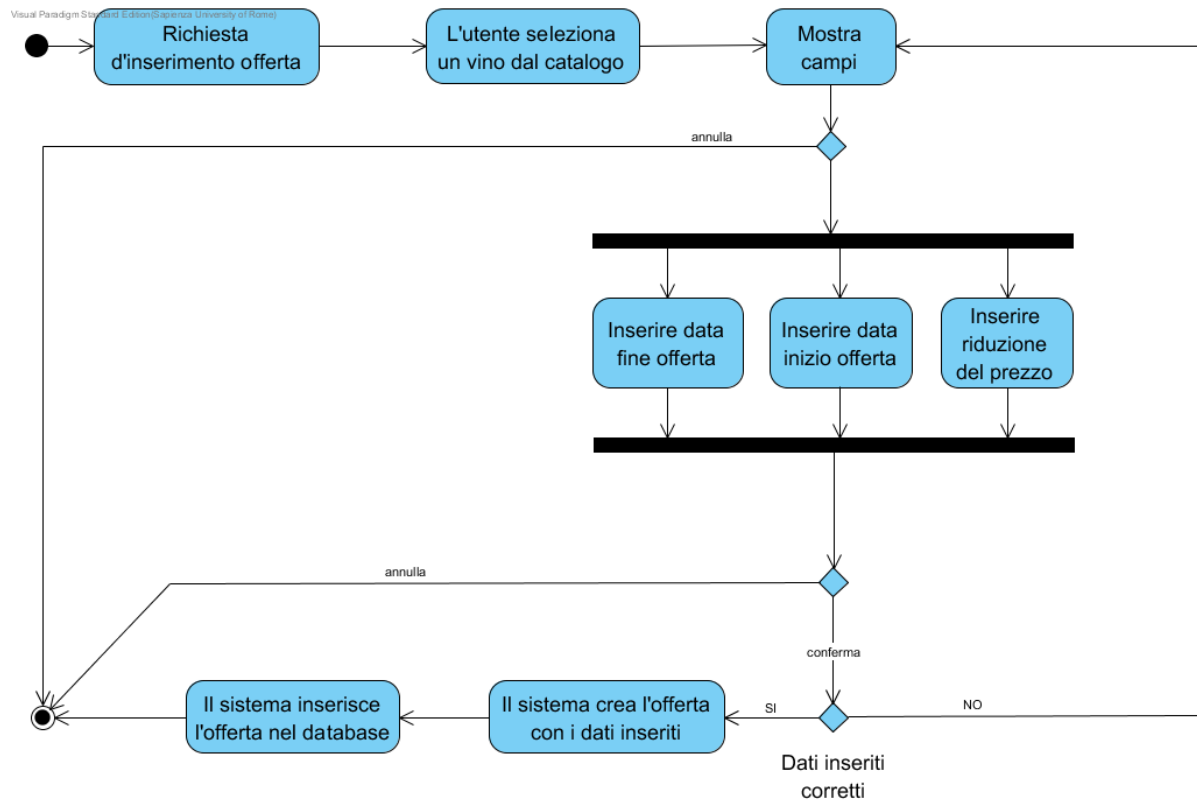 Visual Paradigm Standard Edition(Sapienza University of Rome)
Richiesta
d'inserimento offerta
L'utente seleziona
un vino dal catalogo
Mostra
campi
annulla
Inserire data
fine offerta
Inserire data
inizio offerta
Inserire
riduzione
del prezzo
annulla
conferma
Il sistema inserisce
l'offerta nel database
Il sistema crea l'offerta
con i dati inseriti
SI
NO
Dati inseriti
corretti